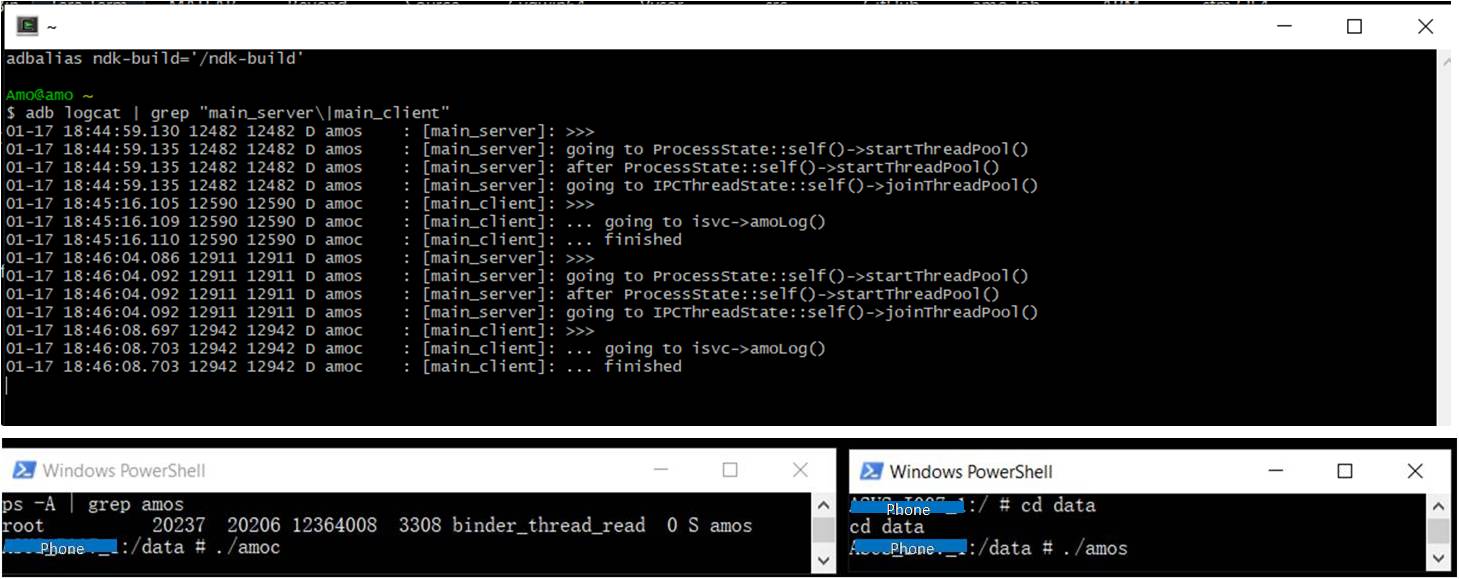 ~
adbalias ndk-build='/ndk-build'
Amo@amo ~
$ adb logcat | grep "main_server\|main_client"
01-17 18:44:59.130 12482 12482 D amos    : [main_server]: >>>
01-17 18:44:59.135 12482 12482 D amos    : [main_server]: going to ProcessState::self()->startThreadPool()
01-17 18:44:59.135 12482 12482 D amos    : [main_server]: after ProcessState::self()->startThreadPool()
01-17 18:44:59.135 12482 12482 D amos    : [main_server]: going to IPCThreadState::self()->joinThreadPool()
01-17 18:45:16.105 12590 12590 D amoc    : [main_client]: >>>
01-17 18:45:16.109 12590 12590 D amoc    : [main_client]: ... going to isvc->amoLog()
01-17 18:45:16.110 12590 12590 D amoc    : [main_client]: ... finished
01-17 18:46:04.086 12911 12911 D amos    : [main_server]: >>>
01-17 18:46:04.092 12911 12911 D amos    : [main_server]: going to ProcessState::self()->startThreadPool()
01-17 18:46:04.092 12911 12911 D amos    : [main_server]: after ProcessState::self()->startThreadPool()
01-17 18:46:04.092 12911 12911 D amos    : [main_server]: going to IPCThreadState::self()->joinThreadPool()
01-17 18:46:08.697 12942 12942 D amoc    : [main_client]: >>>
01-17 18:46:08.703 12942 12942 D amoc    : [main_client]: ... going to isvc->amoLog()
01-17 18:46:08.703 12942 12942 D amoc    : [main_client]: ... finished
Windows PowerShell
ps -A | grep amos
root          20237  20206 12364008  3308 binder_thread_read  0 S amos
Phone :/data # ./amoc
Windows PowerShell
Phone 1:/ # cd data
cd data
Phone 1:/data # ./amos